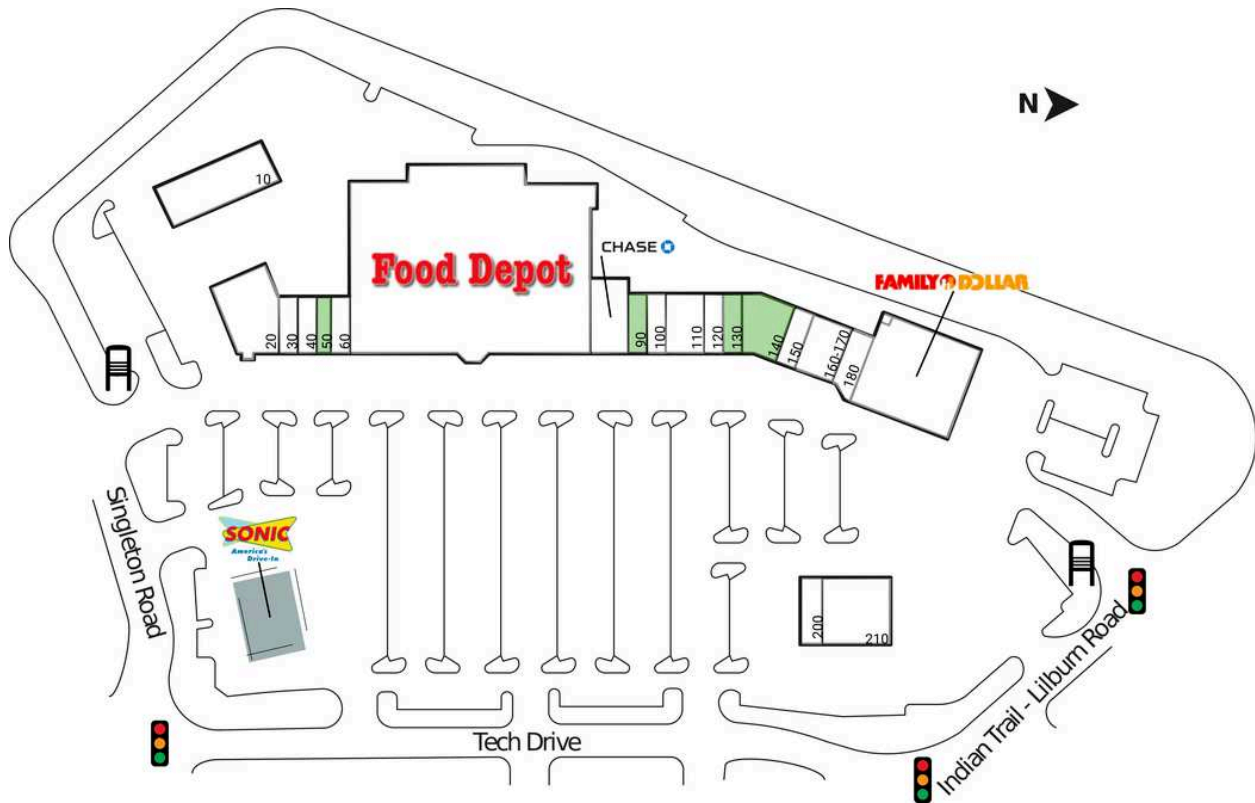 N
10
CHASE
Food Depot
FAMILY DOLLAR
20
30
40
50
60
90
100
110
120
130
140
150
160-170
180
Singleton Road
SONIC
America's
Drive-In
200
210
Indian Trail - Lilburn Road
Tech Drive